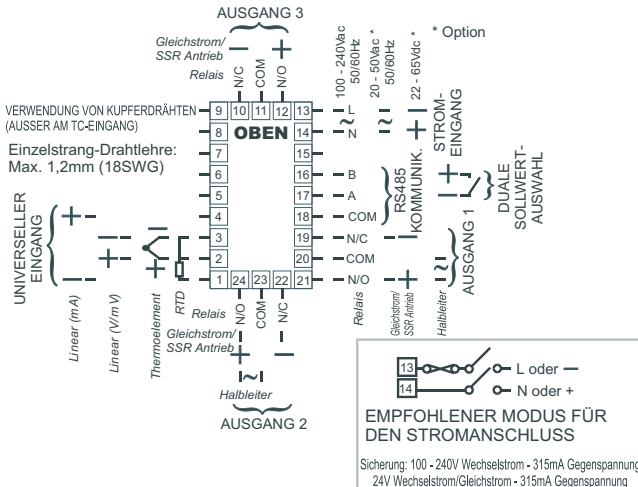 AUSGANG 3
Gleichstrom/
SSR Antrieb
— +
Relais
N/C
COM
N/O
100 - 240Vac
50/60Hz
20 - 50Vac *
50/60Hz
22 - 65Vdc *
* Option
VERWENDUNG VON KUPFERDRÄHTEN
(AUSSER AM TC-EINGANG)
Einzelstrang-Drahtlehre:
Max. 1,2mm (18SWG)
9 10 11 12 13 L
8 OBEN 14 N
7 15
6 16 B
5 17 A
4 18 COM
3 19 N/C
2 20 COM
1 24 23 22 21 N/O
STROM-
EINGANG
RS485
KOMMUNIK.
DUALE
SOLLWERT-
AUSWAHL
AUSGANG 1
Relais
Gleichstrom/
SSR Antrieb
Halbleiter
UNIVERSELLER
EINGANG
Linear (mA)
Linear (V/mV)
Thermoelement
RTD
Relais
N/O
COM
N/C
Gleichstrom/
SSR Antrieb
+ —
Halbleiter
AUSGANG 2
13 L oder —
14 N oder +
EMPFOHLENER MODUS FÜR
DEN STROMANSCHLUSS
Sicherung: 100 - 240V Wechselstrom - 315mA Gegenspannung
24V Wechselstrom/Gleichstrom - 315mA Gegenspannung